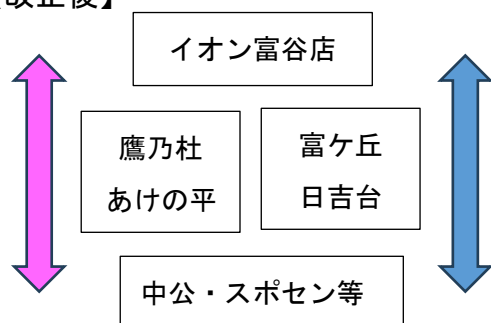 改正後】
イオン富谷店
鷹乃杜
あけの平
富ケ丘
日吉台
中公・スポセン等